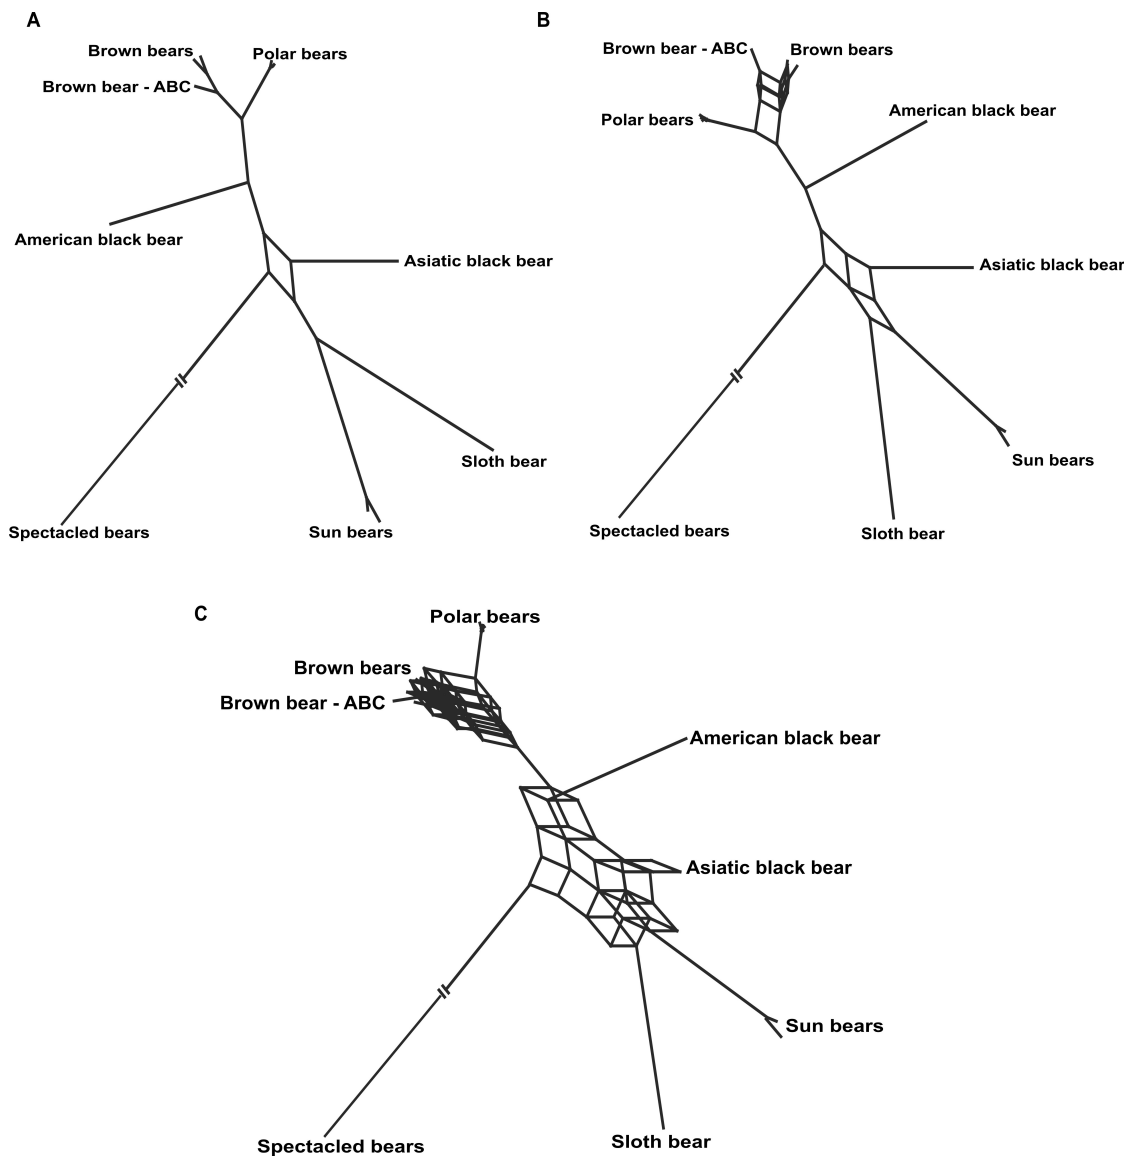 A
Brown bears
Polar bears
Brown bear - ABC
American black bear
Asiatic black bear
Sloth bear
Spectacled bears
Sun bears
B
Brown bear - ABC
Brown bears
Polar bears
American black bear
Asiatic black bear
Sun bears
Spectacled bears
Sloth bear
C
Polar bears
Brown bears
Brown bear - ABC
American black bear
Asiatic black bear
Sun bears
Sloth bear
Spectacled bears